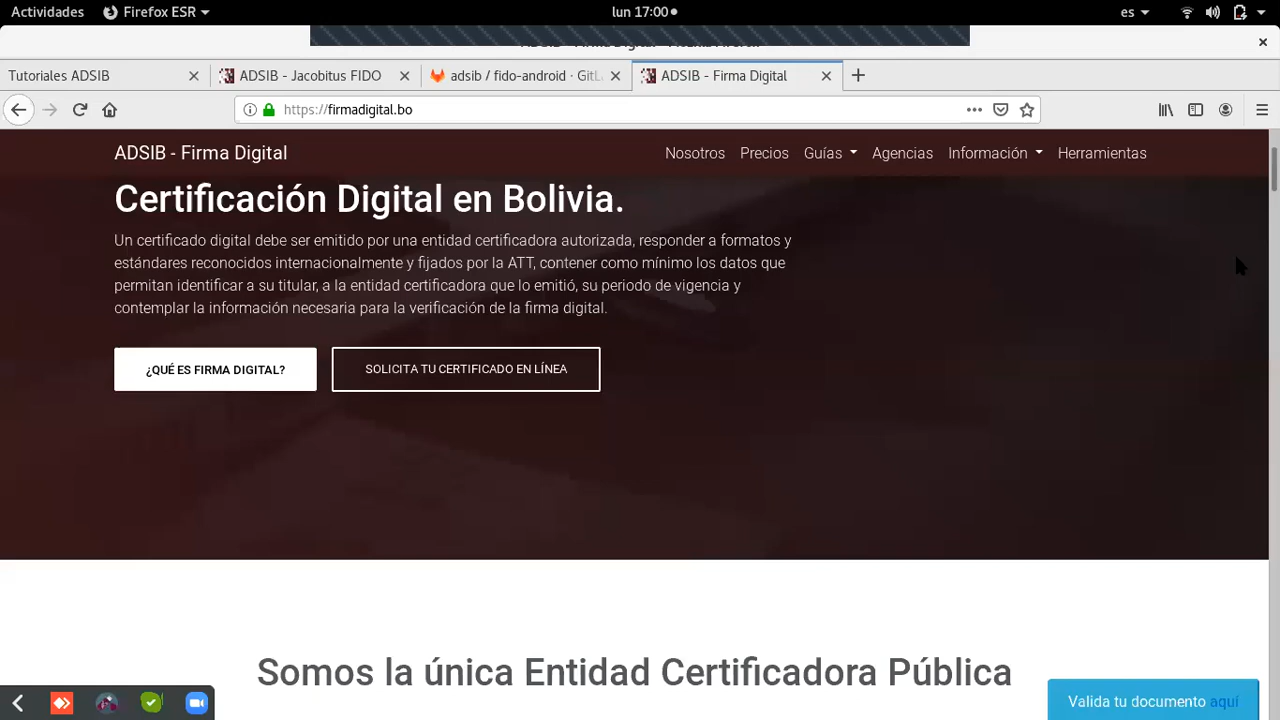 Actividades Firefox ESR lun 17:00 es
Tutoriales ADSIB ADSIB - Jacobitus FIDO adsib / fido-android · GitLa ADSIB - Firma Digital
https://firmadigital.bo
ADSIB - Firma Digital Nosotros Precios Guías Agencias Información Herramientas
Certificación Digital en Bolivia.
Un certificado digital debe ser emitido por una entidad certificadora autorizada, responder a formatos y
estándares reconocidos internacionalmente y fijados por la ATT, contener como mínimo los datos que
permitan identificar a su titular, a la entidad certificadora que lo emitió, su periodo de vigencia y
contemplar la información necesaria para la verificación de la firma digital.
¿QUÉ ES FIRMA DIGITAL? SOLICITA TU CERTIFICADO EN LÍNEA
Somos la única Entidad Certificadora Pública
Valida tu documento aquí